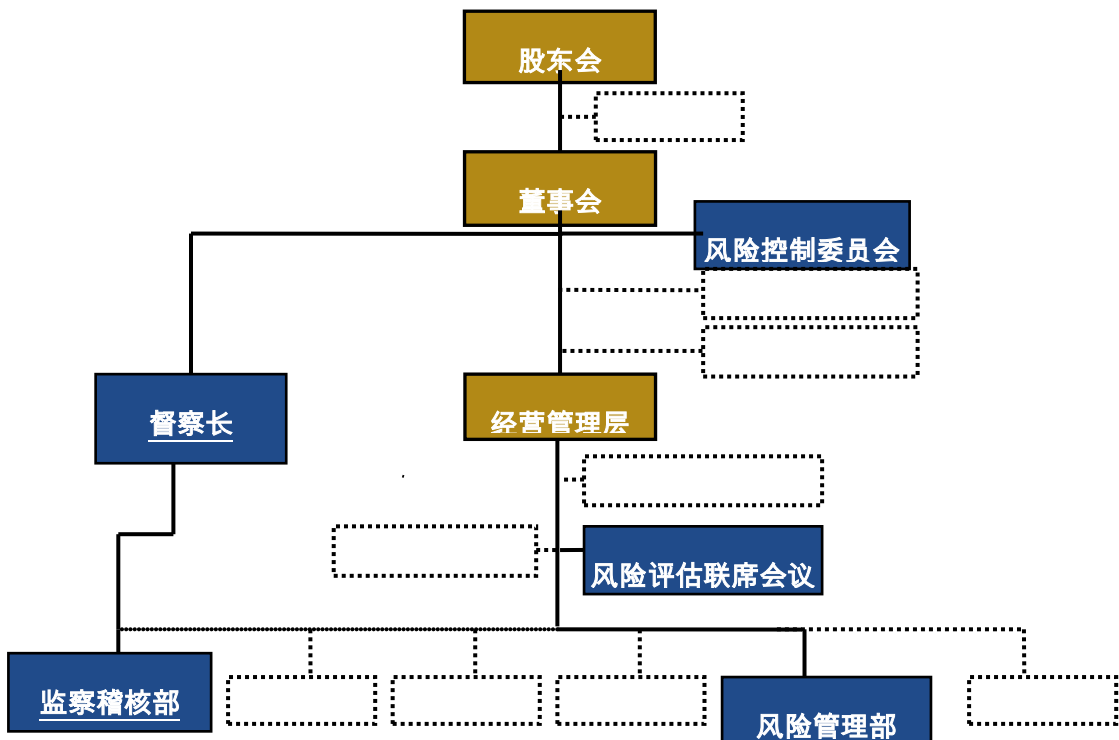 股东会
董事会
风险控制委员会
督察长
经营管理层
风险评估联席会议
监察稽核部
风险管理部